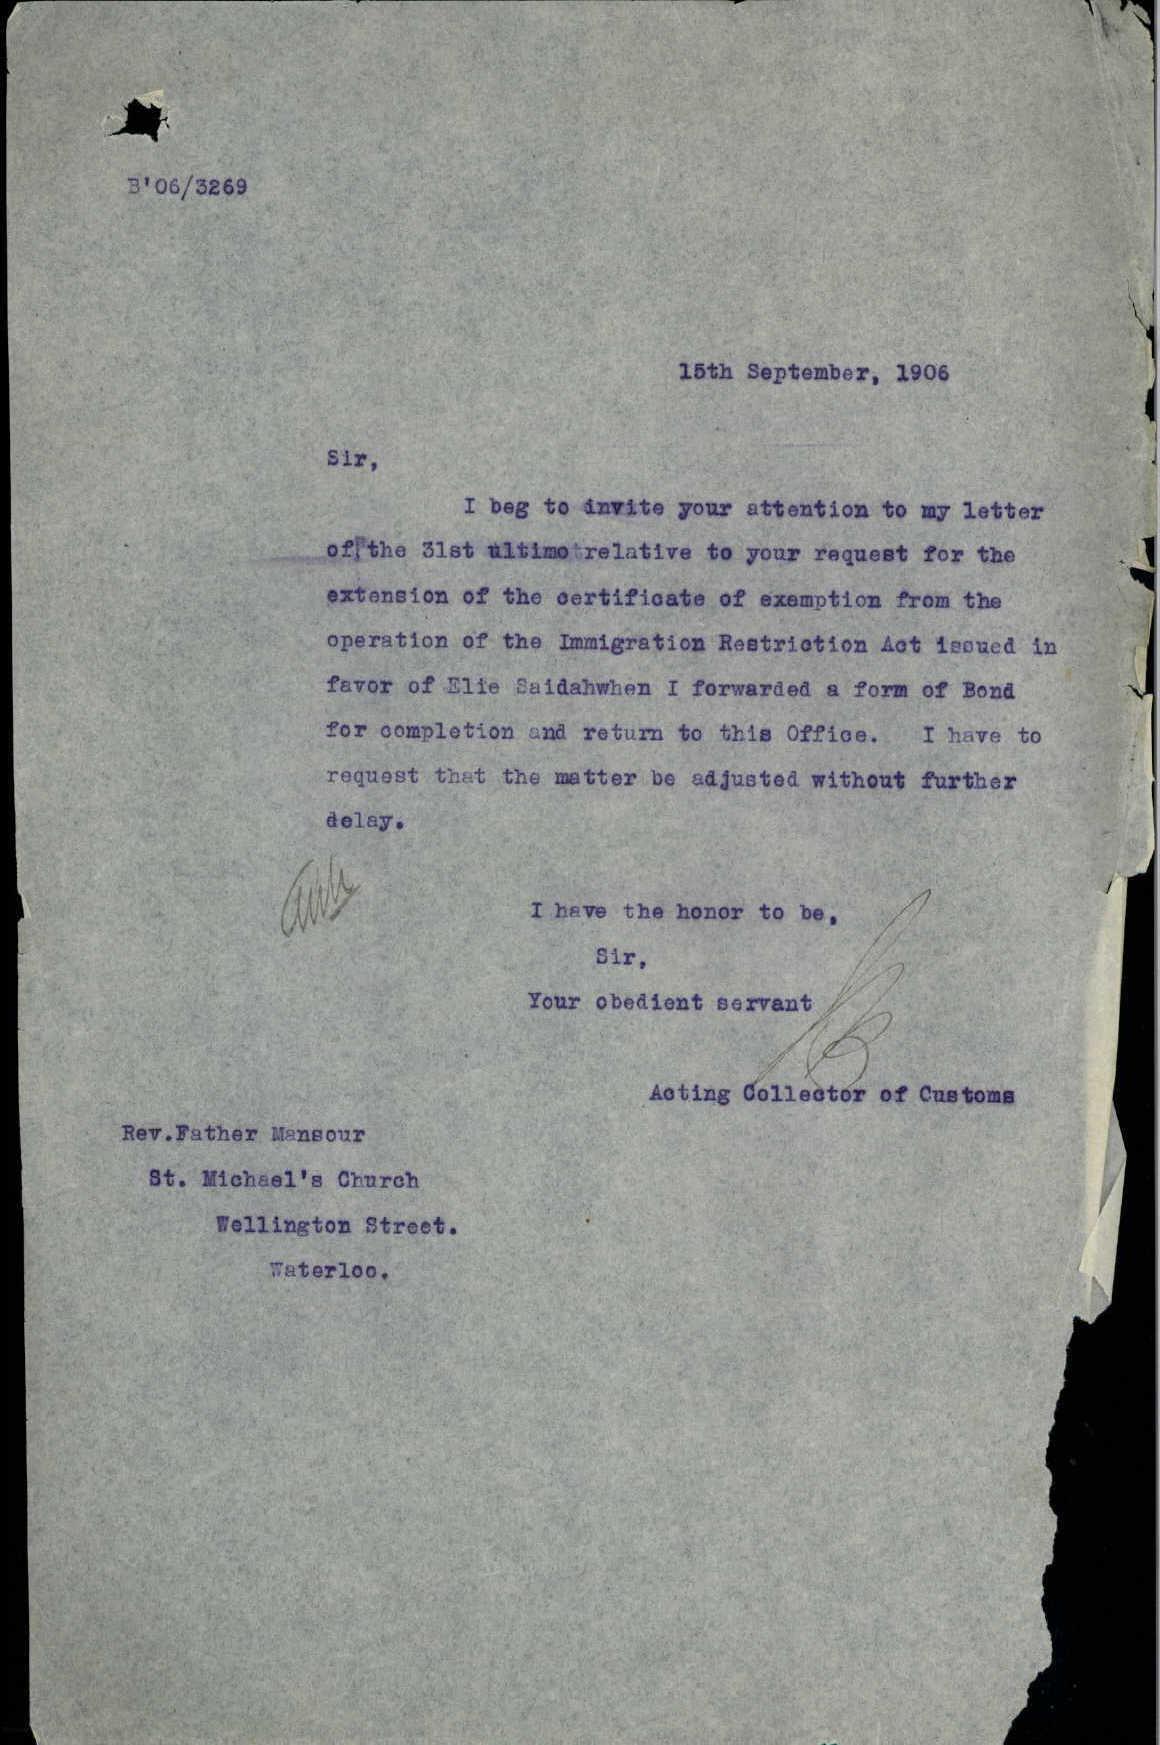 B'06/3269
15th September, 1906
Sir,
I beg to invite your attention to my letter
of the 31st ultimo relative to your request for the
extension of the certificate of exemption from the
operation of the Immigration Restriction Act issued in
favor of Elie Saidahwhen I forwarded a form of Bond
for completion and return to this Office. I have to
request that the matter be adjusted without further
delay.
I have the honor to be,
Sir,
Your obedient servant
Acting Collector of Customs
Rev.Father Mansour
St. Michael's Church
Wellington Street.
Waterloo.